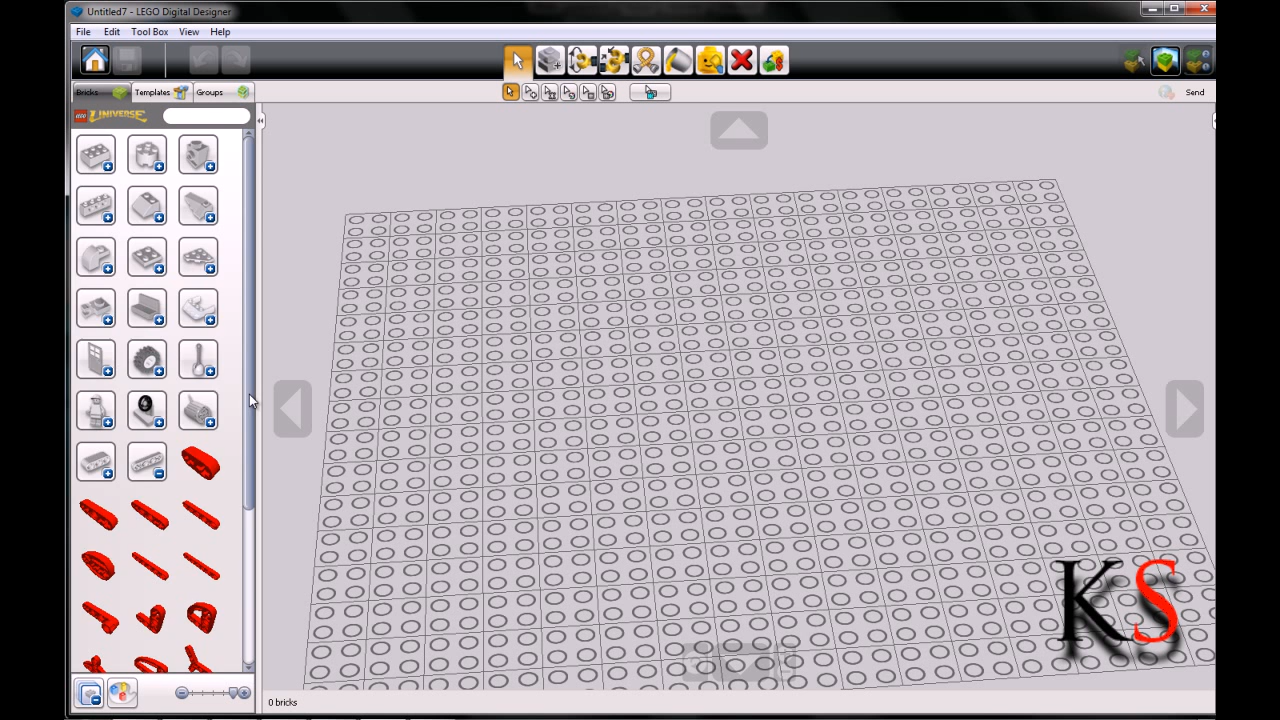 Untitled7 - LEGO Digital Designer
File Edit Tool Box View Help
Bricks Templates Groups
Send
LEGO UNIVERSE
0 bricks
KS